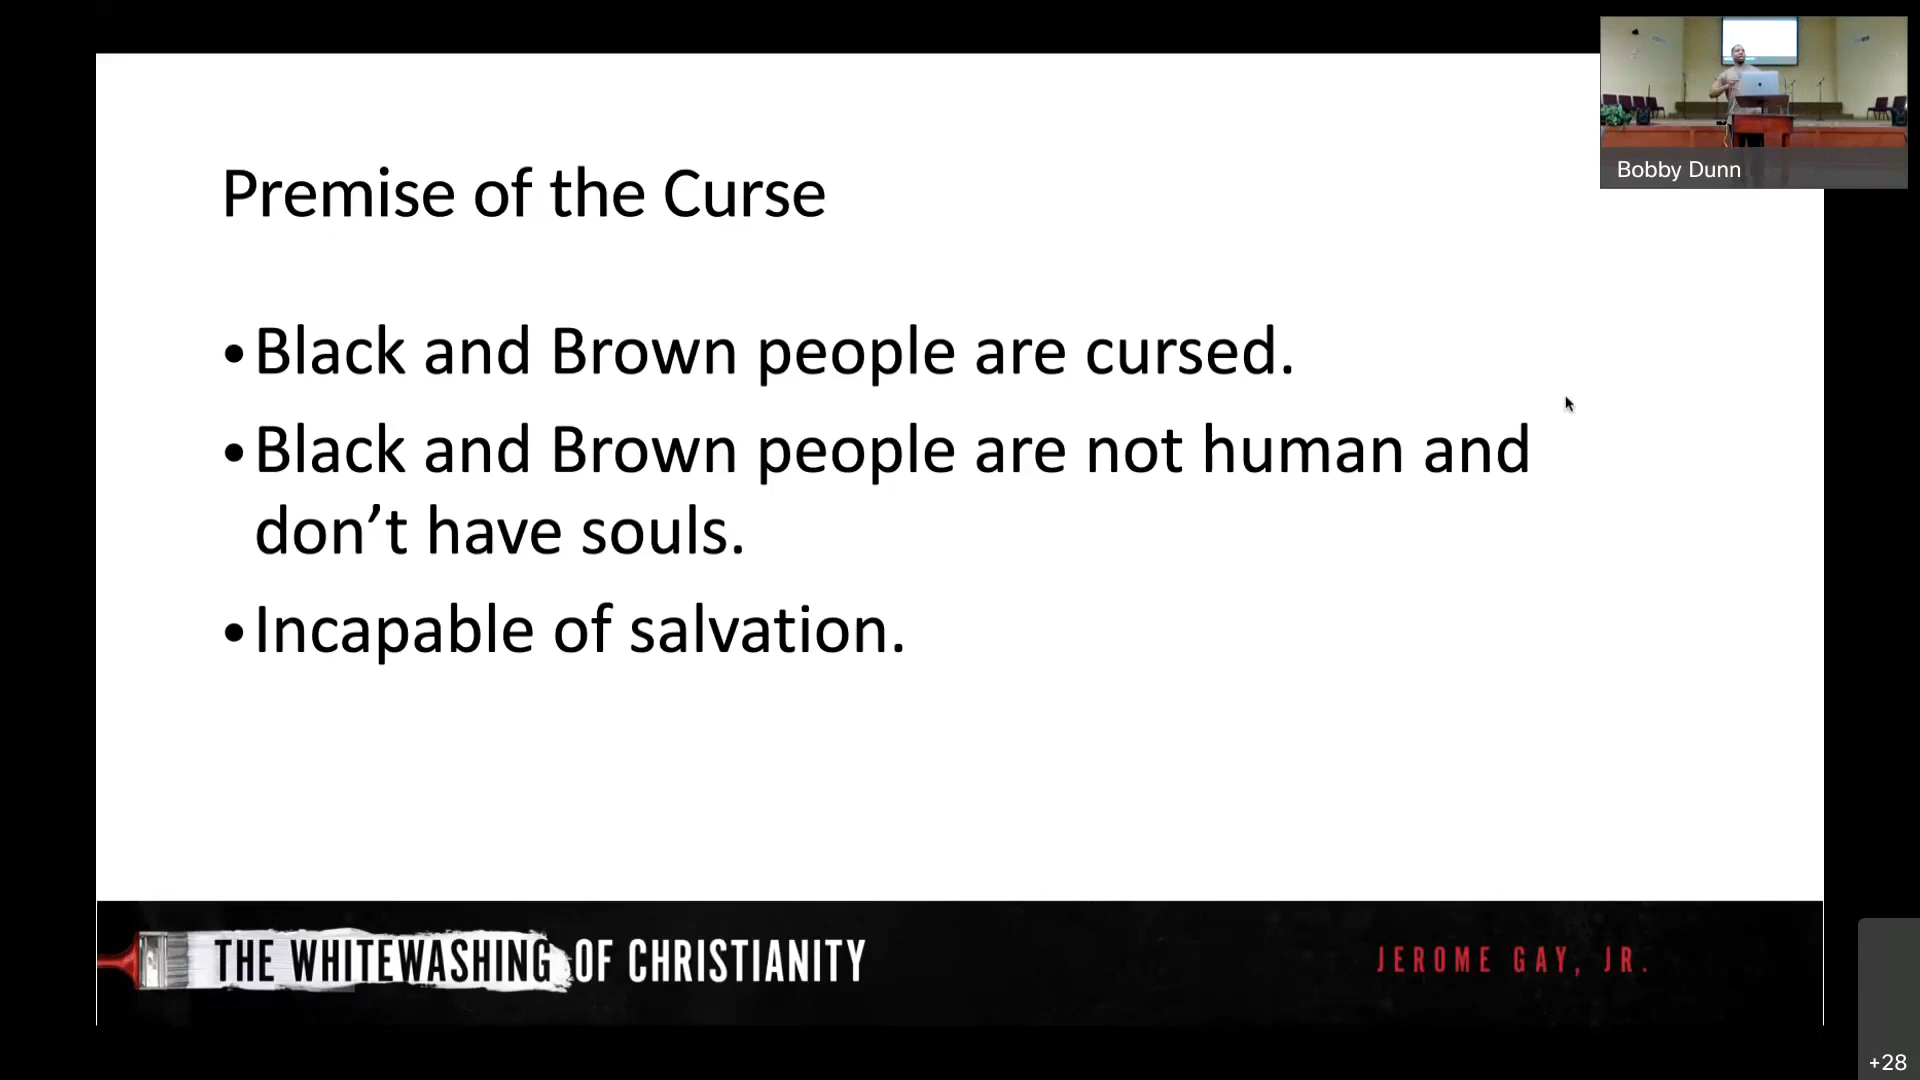 Premise of the Curse
•Black and Brown people are cursed.
•Black and Brown people are not human and
don’t have souls.
•Incapable of salvation.
THE WHITEWASHING OF CHRISTIANITY
JEROME GAY, JR.
Bobby Dunn
+28